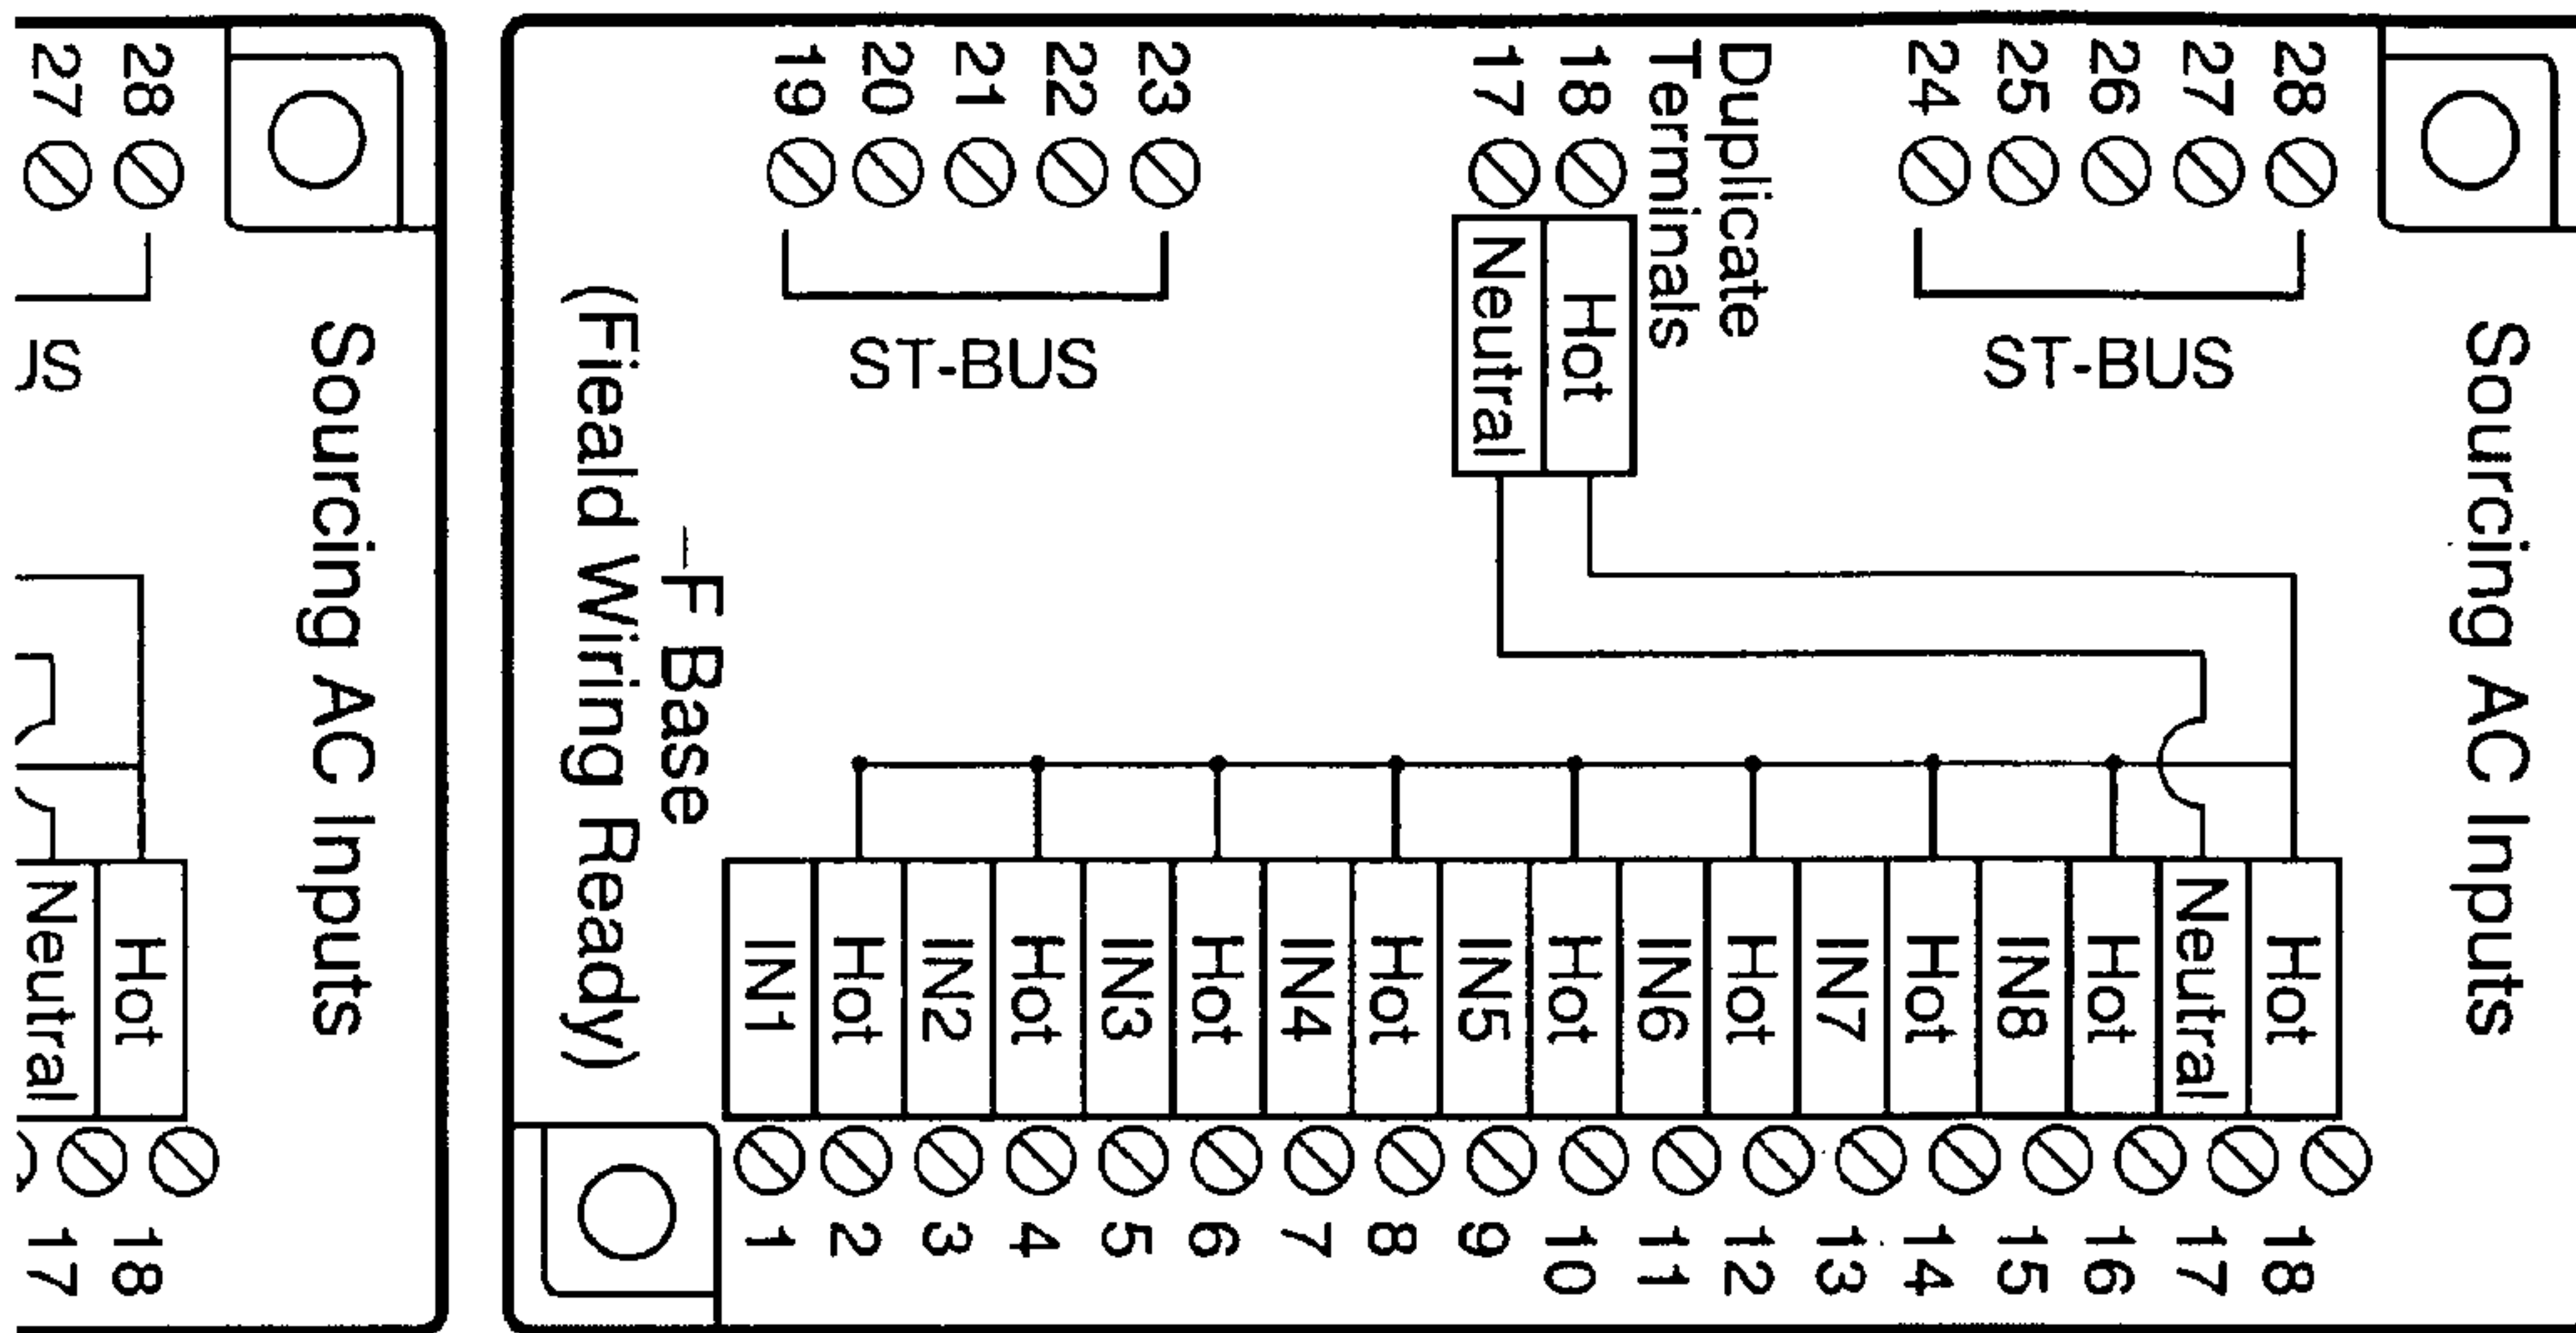 27
28
US
Sourcing AC Inputs
Neutral
Hot
17
18
19
20
21
22
23
ST-BUS
17
18
Duplicate
Terminals
Neutral
Hot
24
25
26
27
28
ST-BUS
Sourcing AC Inputs
–F Base
(Fieald Wiring Ready)
IN1
Hot
IN2
Hot
IN3
Hot
IN4
Hot
IN5
Hot
IN6
Hot
IN7
Hot
IN8
Hot
Neutral
Hot
1
2
3
4
5
6
7
8
9
10
11
12
13
14
15
16
17
18